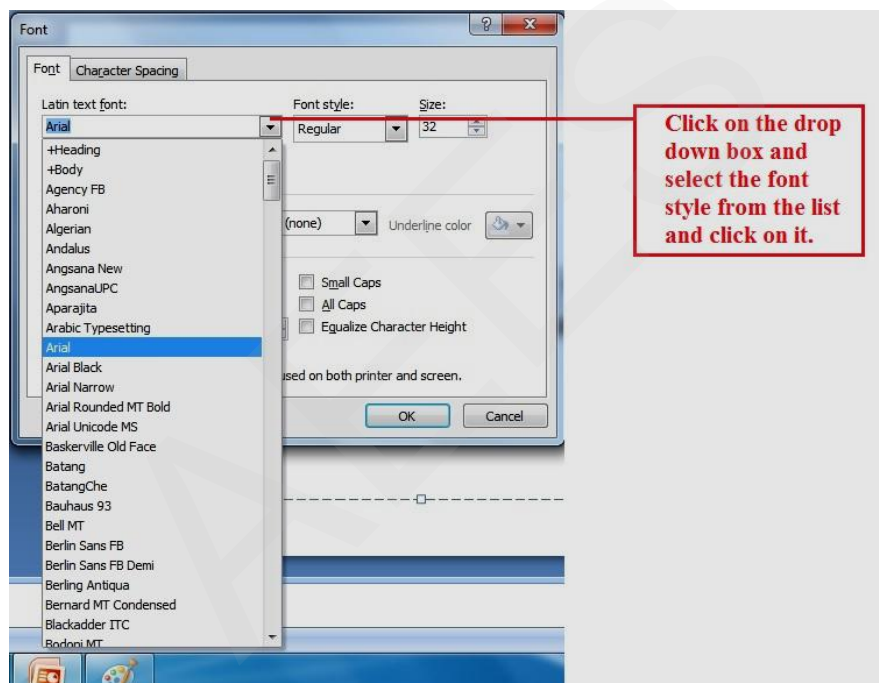 Font
Font Character Spacing
Latin text font: Font style: Size:
Arial Regular 32
+Heading
+Body
Agency FB
Aharoni
Algerian
(none) Underline color
Andalus
Angsana New
AngsanaUPC
Small Caps
Aparajita
All Caps
Arabic Typesetting
Equalize Character Height
Arial
Arial Black
used on both printer and screen.
Arial Narrow
Arial Rounded MT Bold
OK Cancel
Arial Unicode MS
Baskerville Old Face
Batang
BatangChe
Bauhaus 93
Bell MT
Berlin Sans FB
Berlin Sans FB Demi
Berling Antiqua
Bernard MT Condensed
Blackadder ITC
Bodoni MT
Click on the drop
down box and
select the font
style from the list
and click on it.